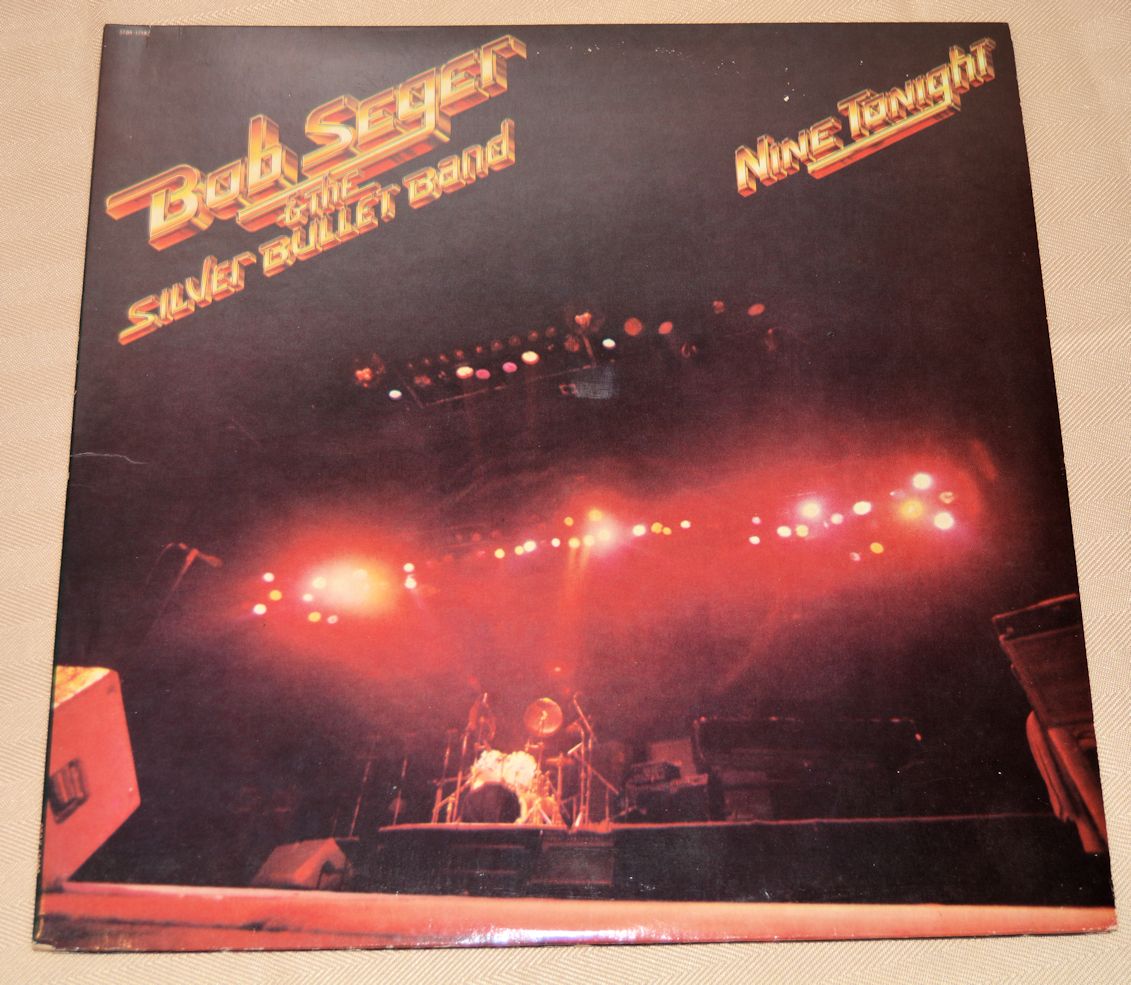 Bob Seger
& THE
SILVER BULLET Band
NINE TONIGHT